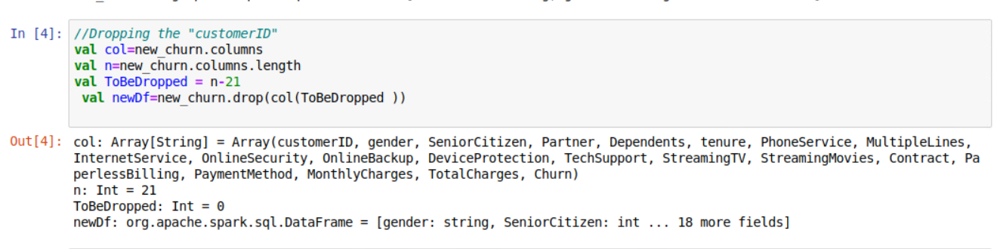 In [4]: //Dropping the "customerID"
val col=new_churn.columns
val n=new_churn.columns.length
val ToBeDropped = n-21
 val newDf=new_churn.drop(col(ToBeDropped ))
Out[4]: col: Array[String] = Array(customerID, gender, SeniorCitizen, Partner, Dependents, tenure, PhoneService, MultipleLines,
InternetService, OnlineSecurity, OnlineBackup, DeviceProtection, TechSupport, StreamingTV, StreamingMovies, Contract, Pa
perlessBilling, PaymentMethod, MonthlyCharges, TotalCharges, Churn)
n: Int = 21
ToBeDropped: Int = 0
newDf: org.apache.spark.sql.DataFrame = [gender: string, SeniorCitizen: int ... 18 more fields]